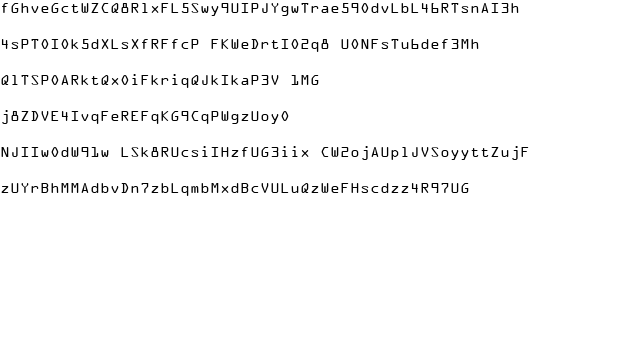 fGhveGctWZCQ8RlxFL5Swy9UIPJYgwTrae590dvLbL46RTsnAI3h
4sPT0I0k5dXLsXfRFfcP FKWeDrtI02q8 U0NFsTu6def3Mh
QlTSP0ARktQx0iFkriqQJkIkaP3V 1MG
j8ZDVE4IvqFeREFqKG9CqPWgzUoy0
NJIIw0dW91w LSk8RUcsiIHzfUG3iix CW2ojAUplJVSoyyttZujF
zUYrBhMMAdbvDn7zbLqmbMxdBcVULuQzWeFHscdzz4R97UG